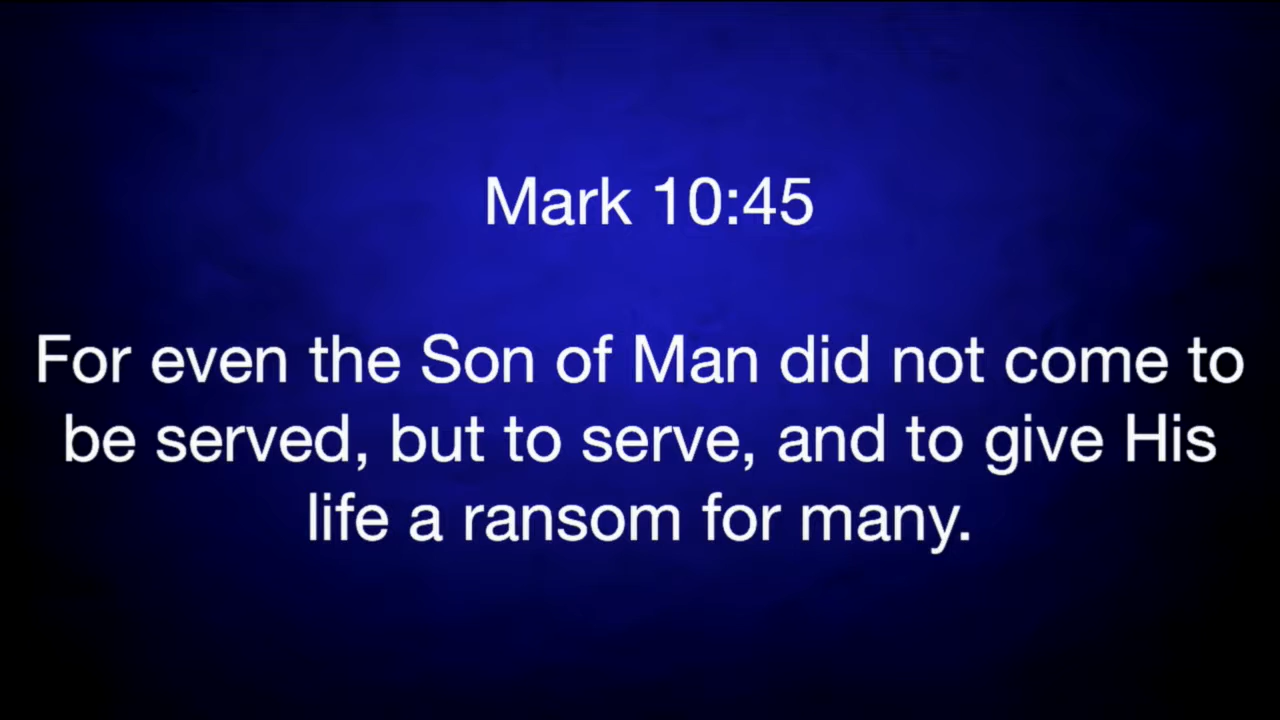 Mark 10:45
For even the Son of Man did not come to
be served, but to serve, and to give His
life a ransom for many.